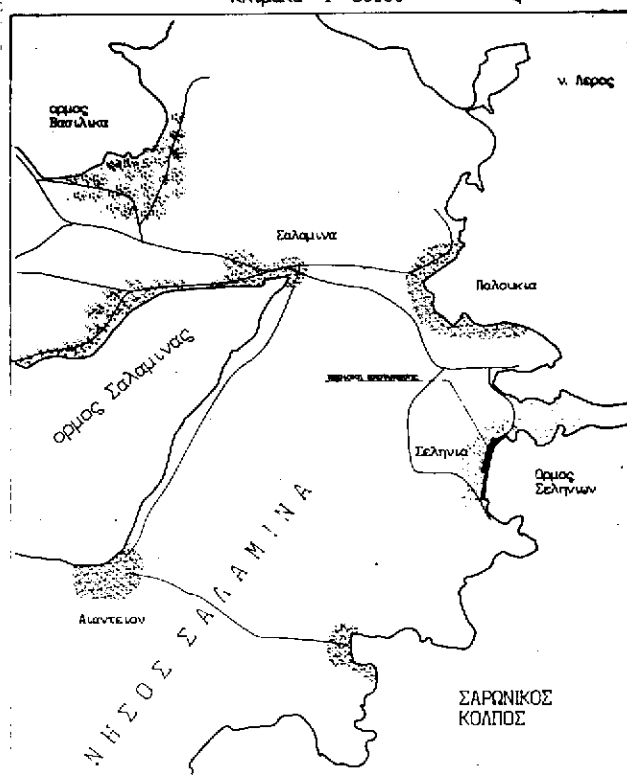 ν. Λερος
ορμος
Βασιλικα
Σαλαμινα
Παλουκια
ορμος Σαλαμινας
Σεληνια
Ορμος
Σεληνιων
Αιαντειον
ΝΗΣΟΣ ΣΑΛΑΜΙΝΑ
ΣΑΡΩΝΙΚΟΣ
ΚΟΛΠΟΣ